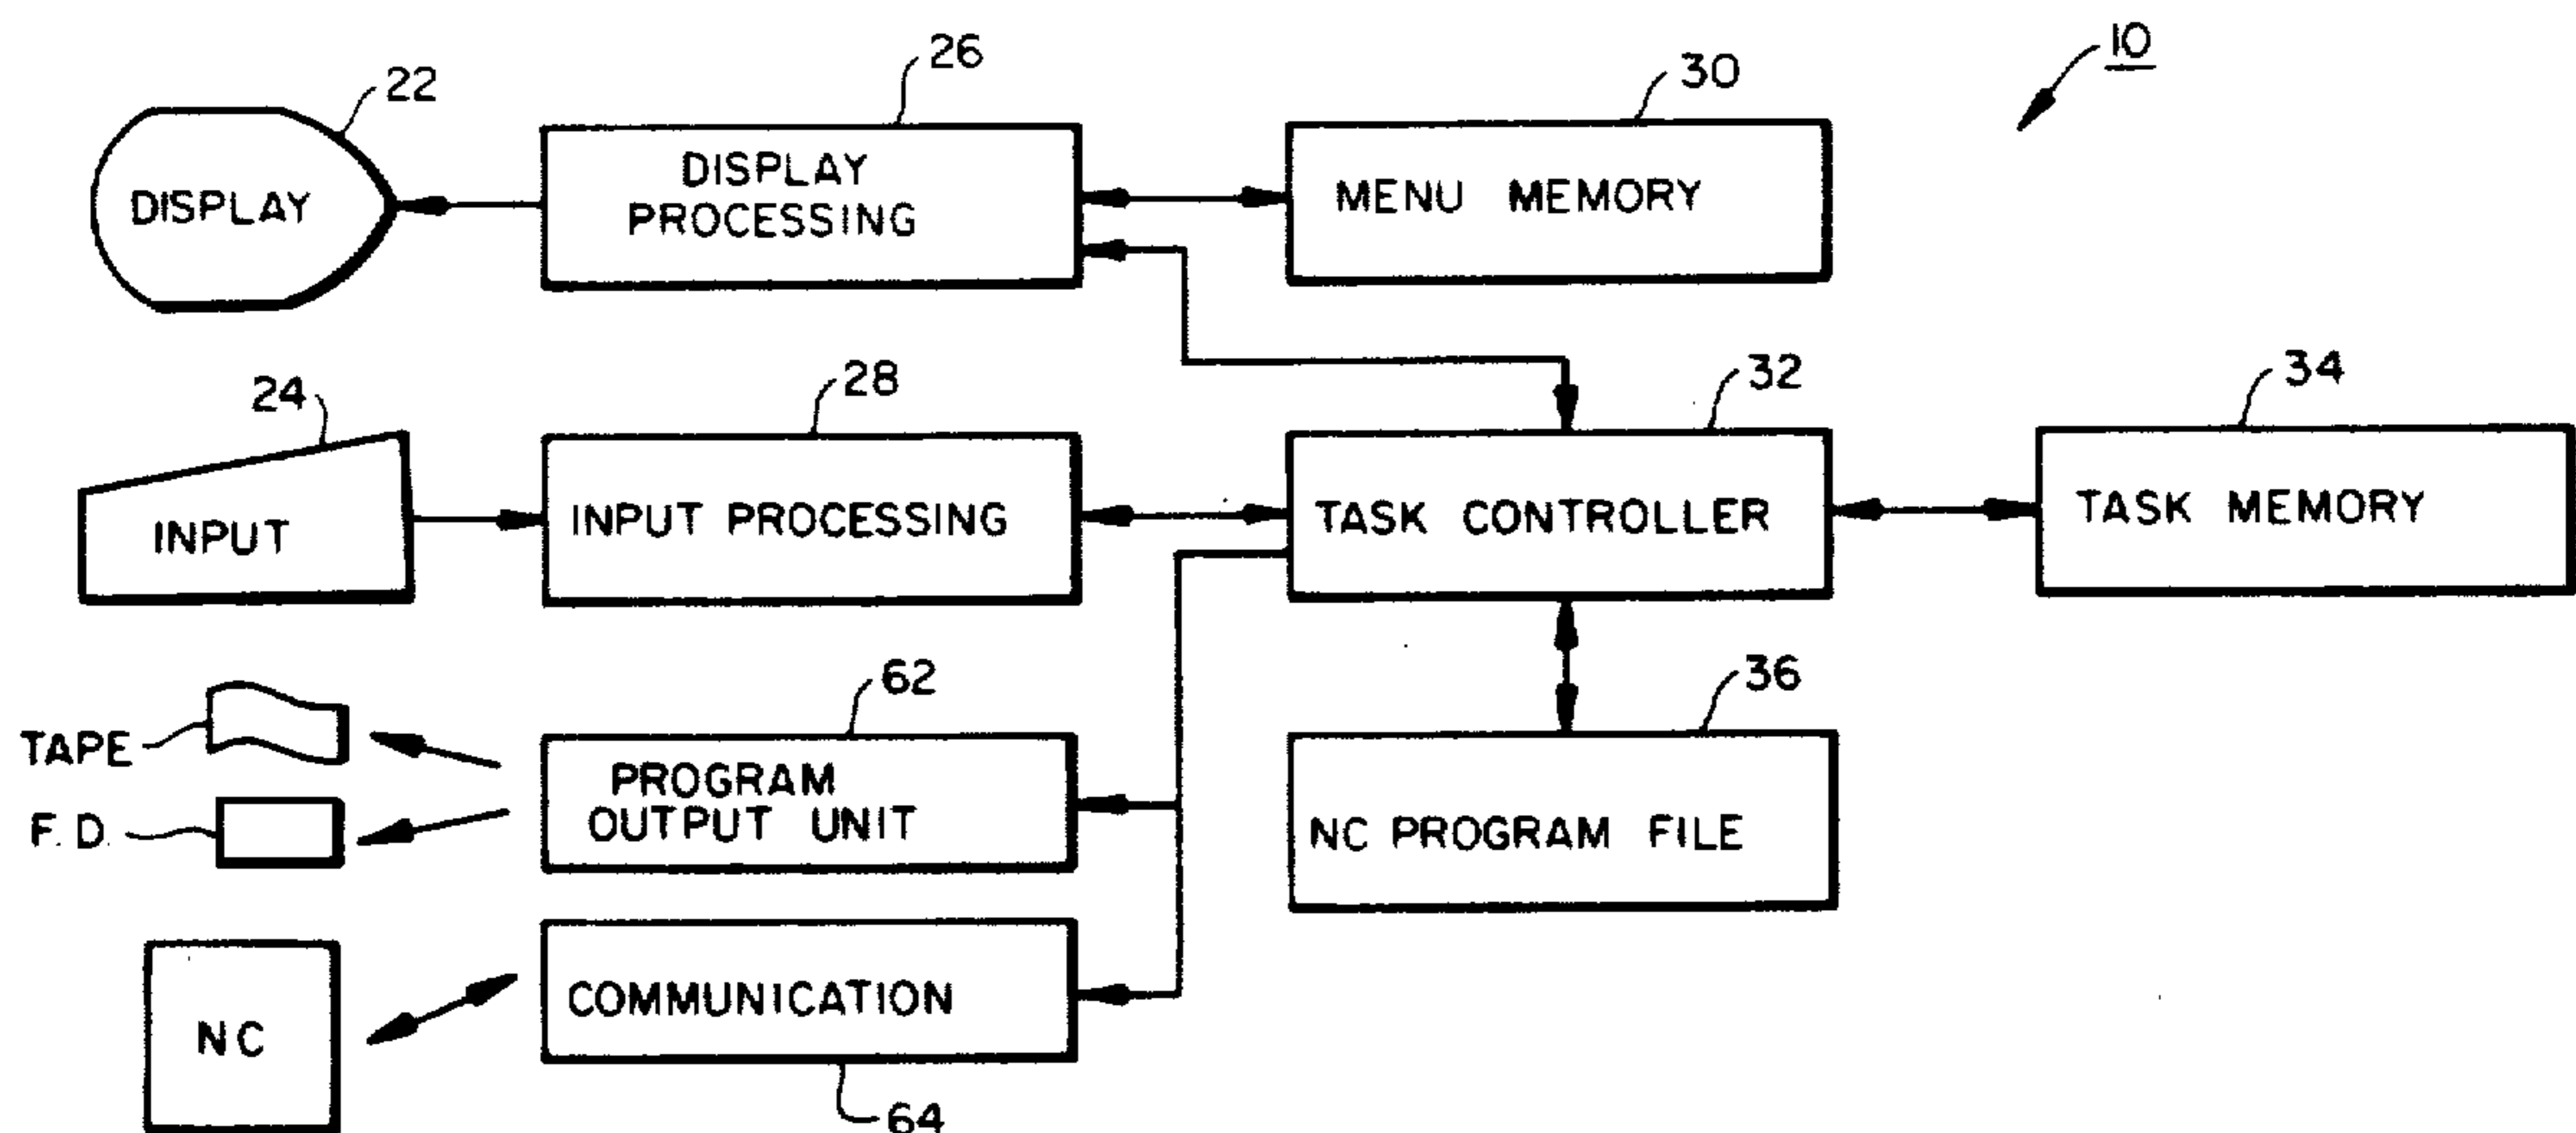 10
22
26
30
DISPLAY
DISPLAY
PROCESSING
MENU MEMORY
24
28
32
34
INPUT
INPUT PROCESSING
TASK CONTROLLER
TASK MEMORY
62
36
TAPE
F.D.
PROGRAM
OUTPUT UNIT
NC PROGRAM FILE
NC
COMMUNICATION
64